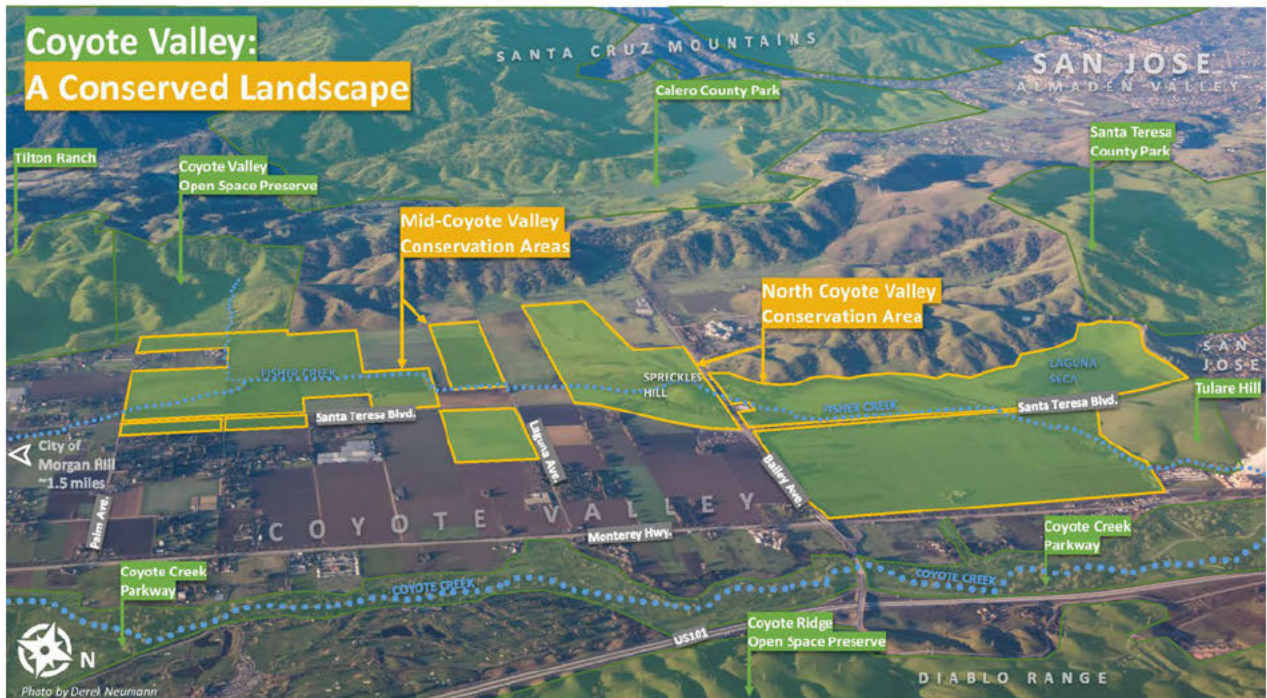 Coyote Valley:
A Conserved Landscape
SANTA CRUZ MOUNTAINS
SAN JOSE
ALMADEN VALLEY
Calero County Park
Santa Teresa
County Park
Tilton Ranch
Coyote Valley
Open Space Preserve
Mid-Coyote Valley
Conservation Areas
North Coyote Valley
Conservation Area
SAN
JOSE
Tulare Hill
LAGUNA
SECA
SPRECKLES
HILL
FISHER CREEK
FISHER CREEK
Santa Teresa Blvd.
Santa Teresa Blvd.
City of
Morgan Hill
~1.5 miles
Palm Ave.
Laguna Ave.
Bailey Ave.
COYOTE VALLEY
Monterey Hwy.
Coyote Creek
Parkway
Coyote Creek
Parkway
COYOTE CREEK
COYOTE CREEK
US101
Coyote Ridge
Open Space Preserve
DIABLO RANGE
N
Photo by Derek Neumann